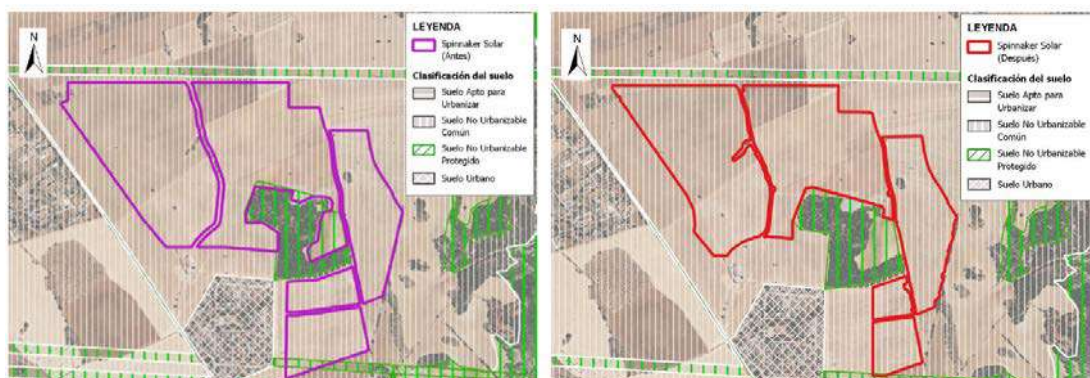 N
LEYENDA
Spinnaker Solar
(Antes)
Clasificación del suelo
Suelo Apto para
Urbanizar
Suelo No Urbanizable
Común
Suelo No Urbanizable
Protegido
Suelo Urbano
N
LEYENDA
Spinnaker Solar
(Después)
Clasificación del suelo
Suelo Apto para
Urbanizar
Suelo No Urbanizable
Común
Suelo No Urbanizable
Protegido
Suelo Urbano